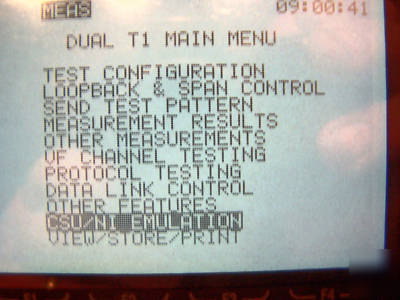 MEAS 09:00:41
DUAL T1 MAIN MENU
TEST CONFIGURATION
LOOPBACK & SPAN CONTROL
SEND TEST PATTERN
MEASUREMENT RESULTS
OTHER MEASUREMENTS
VF CHANNEL TESTING
PROTOCOL TESTING
DATA LINK CONTROL
OTHER FEATURES
CSU/NI EMULATION
VIEW/STORE/PRINT